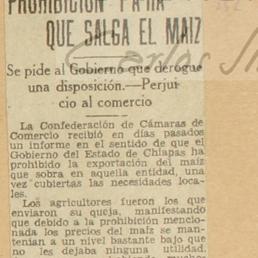 PROHIBICION PARA
QUE SALGA EL MAIZ
Se pide al Gobierno que derogue
una disposición.—Perjui
cio al comercio
La Confederación de Cámaras de
Comercio recibió en días pasados
un informe en el sentido de que el
Gobierno del Estado de Chiapas ha
prohibido la exportación del maíz
que sobra en aquella entidad, una
vez cubiertas las necesidades loca-
les.
Los agricultores fueron los que
enviaron su queja, manifestando
que debido a la prohibición mencio-
nada los precios del maíz se man-
tenían a un nivel bastante bajo que
no les dejaba ninguna utilidad.